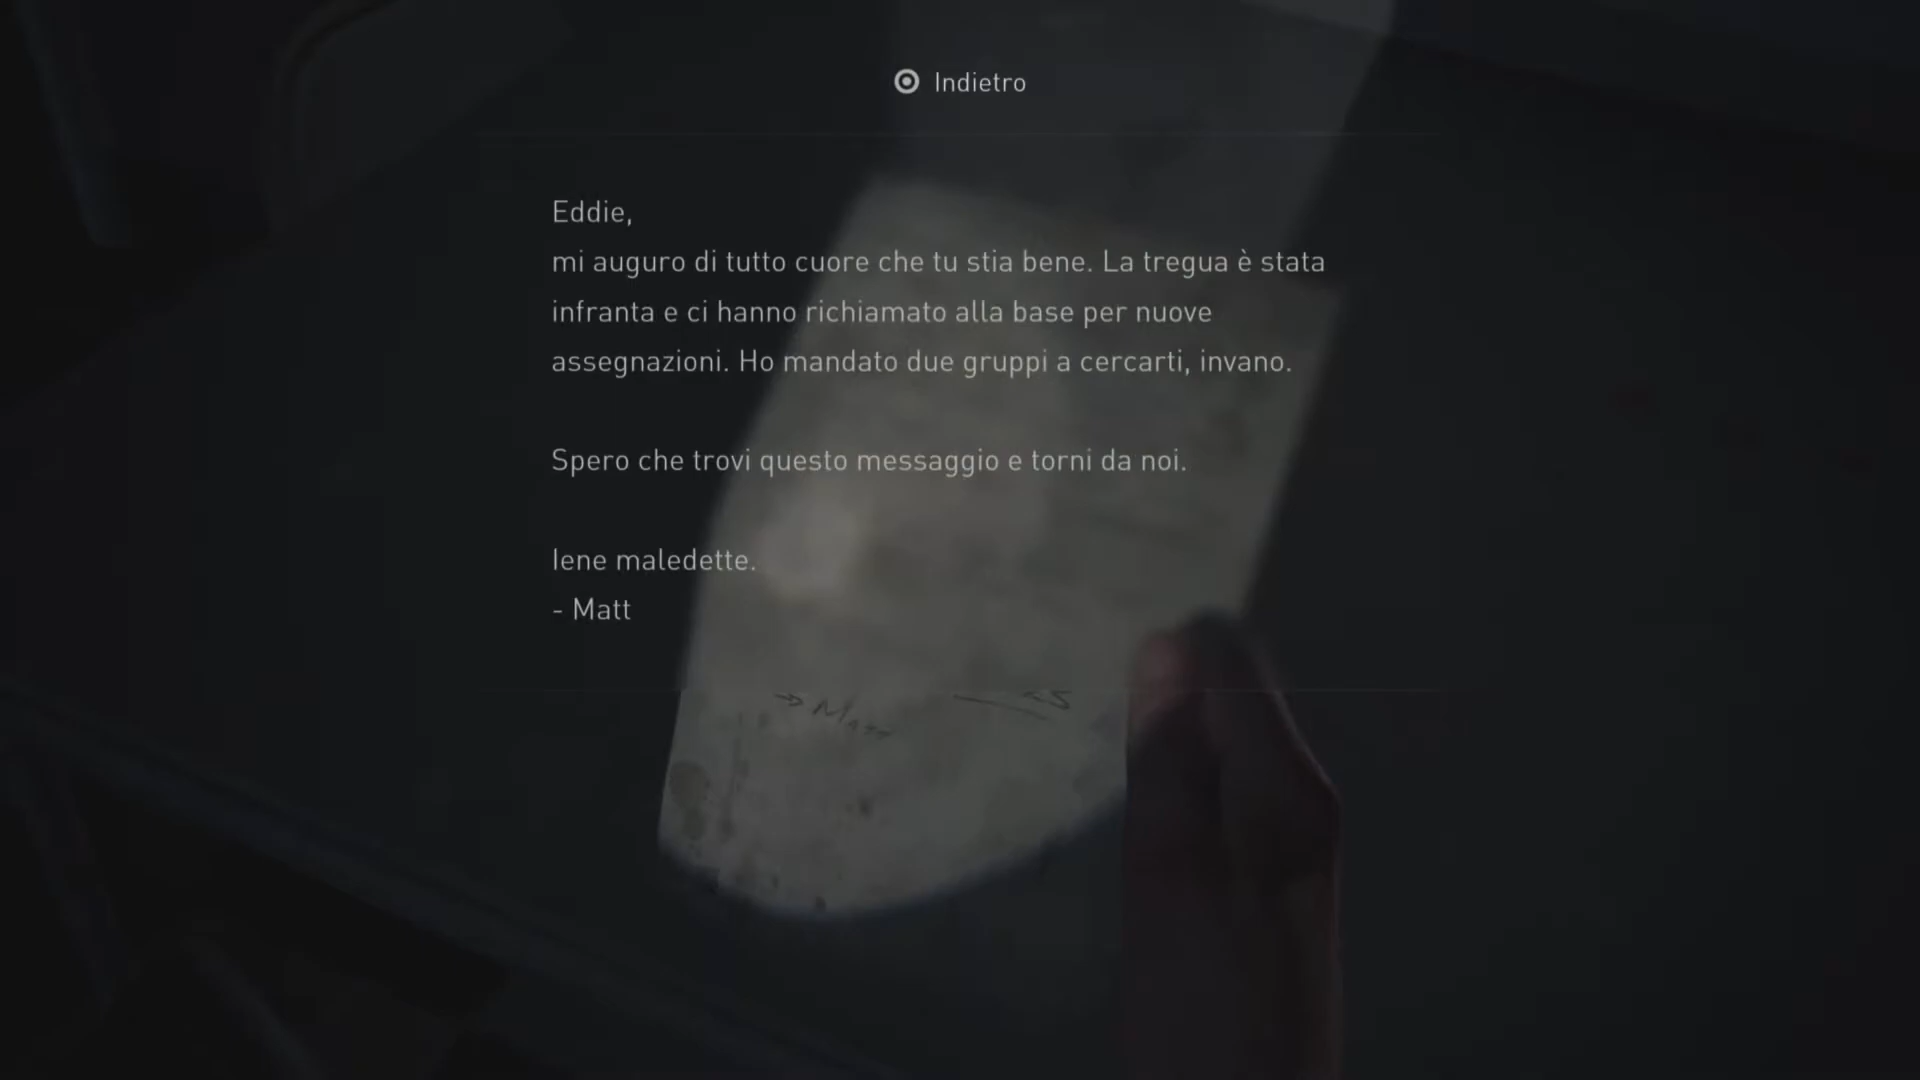 Indietro
Eddie,
mi auguro di tutto cuore che tu stia bene. La tregua è stata
infranta e ci hanno richiamato alla base per nuove
assegnazioni. Ho mandato due gruppi a cercarti, invano.
Spero che trovi questo messaggio e torni da noi.
Iene maledette.
- Matt
→ Matt